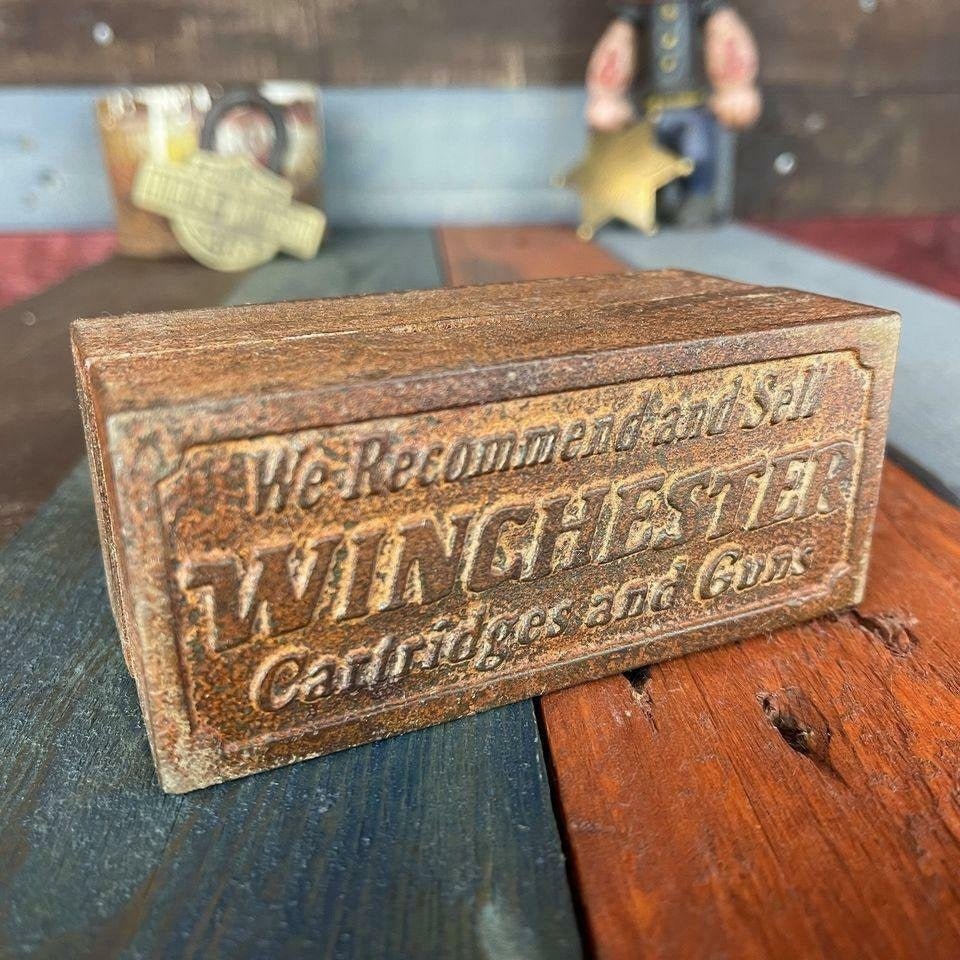 We Recommend and Sell
WINCHESTER
Cartridges and Guns